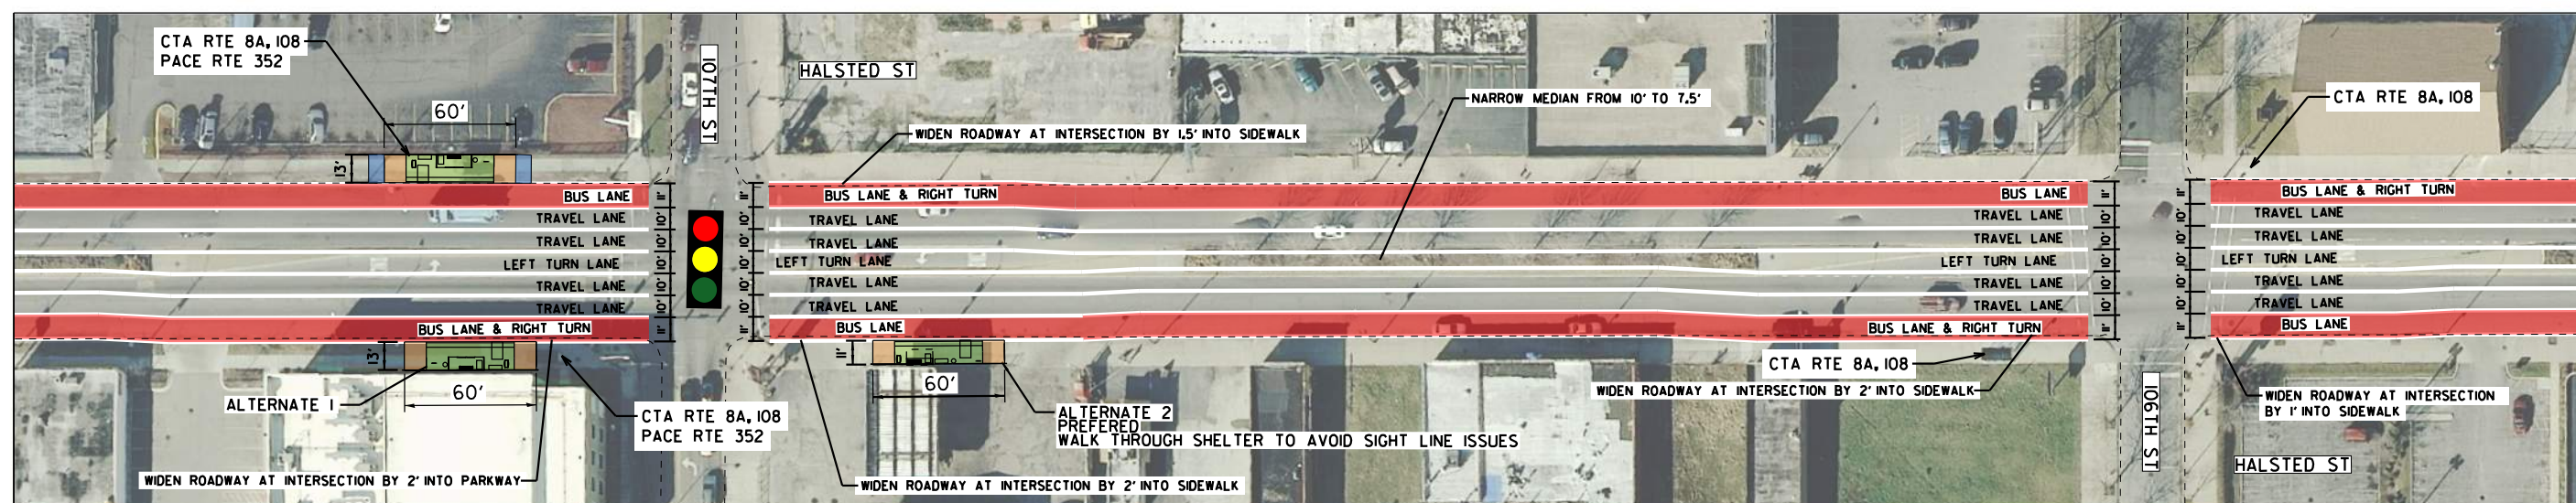 CTA RTE 8A, 108
PACE RTE 352
60'
13'
107TH ST
HALSTED ST
WIDEN ROADWAY AT INTERSECTION BY 1.5' INTO SIDEWALK
NARROW MEDIAN FROM 10' TO 7.5'
CTA RTE 8A, 108
BUS LANE
TRAVEL LANE
TRAVEL LANE
LEFT TURN LANE
TRAVEL LANE
TRAVEL LANE
BUS LANE & RIGHT TURN
11'
10'
10'
10'
10'
10'
11'
11'
10'
10'
10'
10'
10'
11'
BUS LANE & RIGHT TURN
TRAVEL LANE
TRAVEL LANE
LEFT TURN LANE
TRAVEL LANE
TRAVEL LANE
BUS LANE
BUS LANE
TRAVEL LANE
TRAVEL LANE
LEFT TURN LANE
TRAVEL LANE
TRAVEL LANE
BUS LANE & RIGHT TURN
11'
10'
10'
10'
10'
10'
11'
11'
10'
10'
10'
10'
10'
11'
BUS LANE & RIGHT TURN
TRAVEL LANE
TRAVEL LANE
LEFT TURN LANE
TRAVEL LANE
TRAVEL LANE
BUS LANE
13'
60'
ALTERNATE 1
CTA RTE 8A, 108
PACE RTE 352
WIDEN ROADWAY AT INTERSECTION BY 2' INTO PARKWAY
11'
60'
ALTERNATE 2
PREFERED
WALK THROUGH SHELTER TO AVOID SIGHT LINE ISSUES
WIDEN ROADWAY AT INTERSECTION BY 2' INTO SIDEWALK
CTA RTE 8A, 108
WIDEN ROADWAY AT INTERSECTION BY 2' INTO SIDEWALK
106TH ST
WIDEN ROADWAY AT INTERSECTION
BY 1' INTO SIDEWALK
HALSTED ST